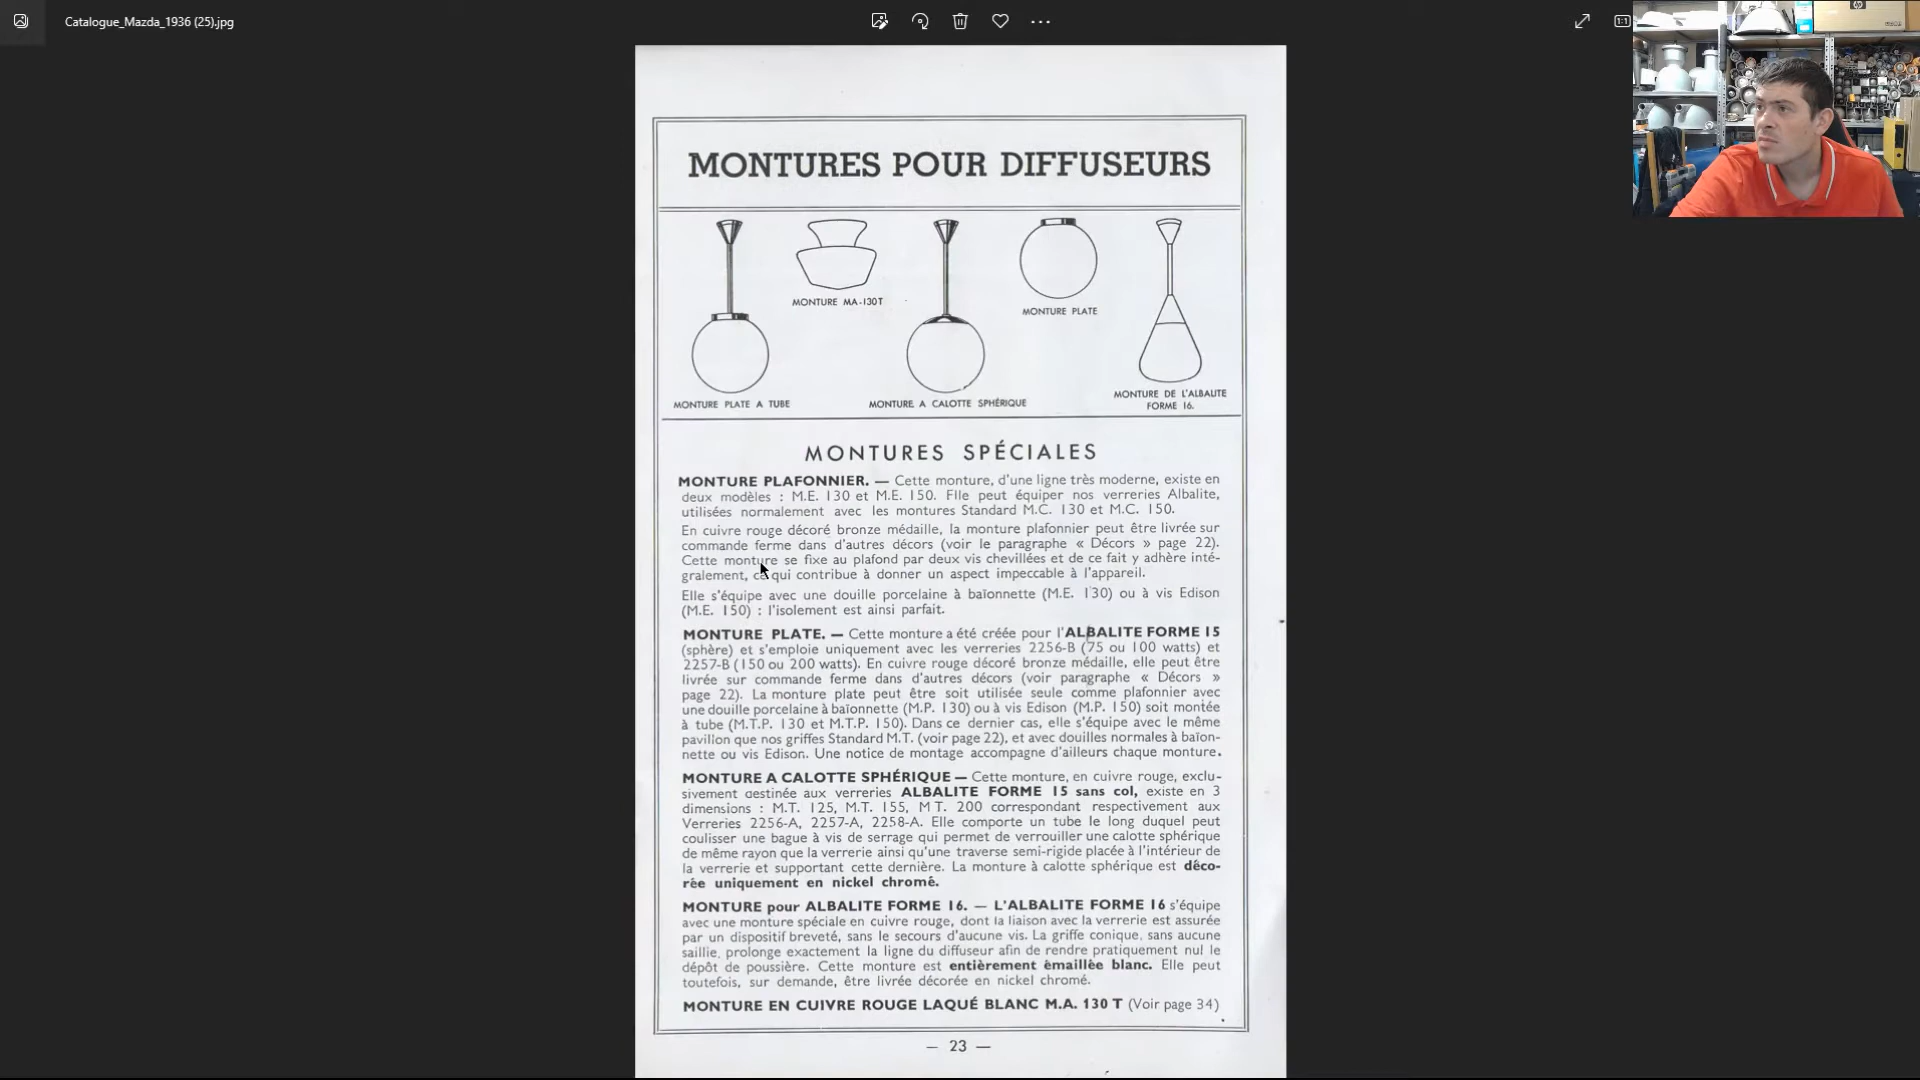 Catalogue_Mazda_1936 (25).jpg
MONTURES POUR DIFFUSEURS
MONTURE MA-130T
MONTURE PLATE
MONTURE PLATE A TUBE
MONTURE A CALOTTE SPHÉRIQUE
MONTURE DE L'ALBALITE
FORME 16.
MONTURES SPÉCIALES
MONTURE PLAFONNIER. — Cette monture, d'une ligne très moderne, existe en
deux modèles : M.E. 130 et M.E. 150. Flle peut équiper nos verreries Albalite,
utilisées normalement avec les montures Standard M.C. 130 et M.C. 150.
En cuivre rouge décoré bronze médaille, la monture plafonnier peut être livrée sur
commande ferme dans d'autres décors (voir le paragraphe « Décors » page 22).
Cette monture se fixe au plafond par deux vis chevillées et de ce fait y adhère inté-
gralement, ce qui contribue à donner un aspect impeccable à l'appareil.
Elle s'équipe avec une douille porcelaine à baïonnette (M.E. 130) ou à vis Edison
(M.E. 150) : l'isolement est ainsi parfait.
MONTURE PLATE. — Cette monture a été créée pour l'ALBALITE FORME 15
(sphère) et s'emploie uniquement avec les verreries 2256-B (75 ou 100 watts) et
2257-B (150 ou 200 watts). En cuivre rouge décoré bronze médaille, elle peut être
livrée sur commande ferme dans d'autres décors (voir paragraphe « Décors »
page 22). La monture plate peut être soit utilisée seule comme plafonnier avec
une douille porcelaine à baïonnette (M.P. 130) ou à vis Edison (M.P. 150) soit montée
à tube (M.T.P. 130 et M.T.P. 150). Dans ce dernier cas, elle s'équipe avec le même
pavillon que nos griffes Standard M.T. (voir page 22), et avec douilles normales à baïon-
nette ou vis Edison. Une notice de montage accompagne d'ailleurs chaque monture.
MONTURE A CALOTTE SPHÉRIQUE — Cette monture, en cuivre rouge, exclu-
sivement destinée aux verreries ALBALITE FORME 15 sans col, existe en 3
dimensions : M.T. 125, M.T. 155, M T. 200 correspondant respectivement aux
Verreries 2256-A, 2257-A, 2258-A. Elle comporte un tube le long duquel peut
coulisser une bague à vis de serrage qui permet de verrouiller une calotte sphérique
de même rayon que la verrerie ainsi qu'une traverse semi-rigide placée à l'intérieur de
la verrerie et supportant cette dernière. La monture à calotte sphérique est déco-
rée uniquement en nickel chromé.
MONTURE pour ALBALITE FORME 16. — L'ALBALITE FORME 16 s'équipe
avec une monture spéciale en cuivre rouge, dont la liaison avec la verrerie est assurée
par un dispositif breveté, sans le secours d'aucune vis. La griffe conique, sans aucune
saillie, prolonge exactement la ligne du diffuseur afin de rendre pratiquement nul le
dépôt de poussière. Cette monture est entièrement émaillée blanc. Elle peut
toutefois, sur demande, être livrée décorée en nickel chromé.
MONTURE EN CUIVRE ROUGE LAQUÉ BLANC M.A. 130 T (Voir page 34)
— 23 —